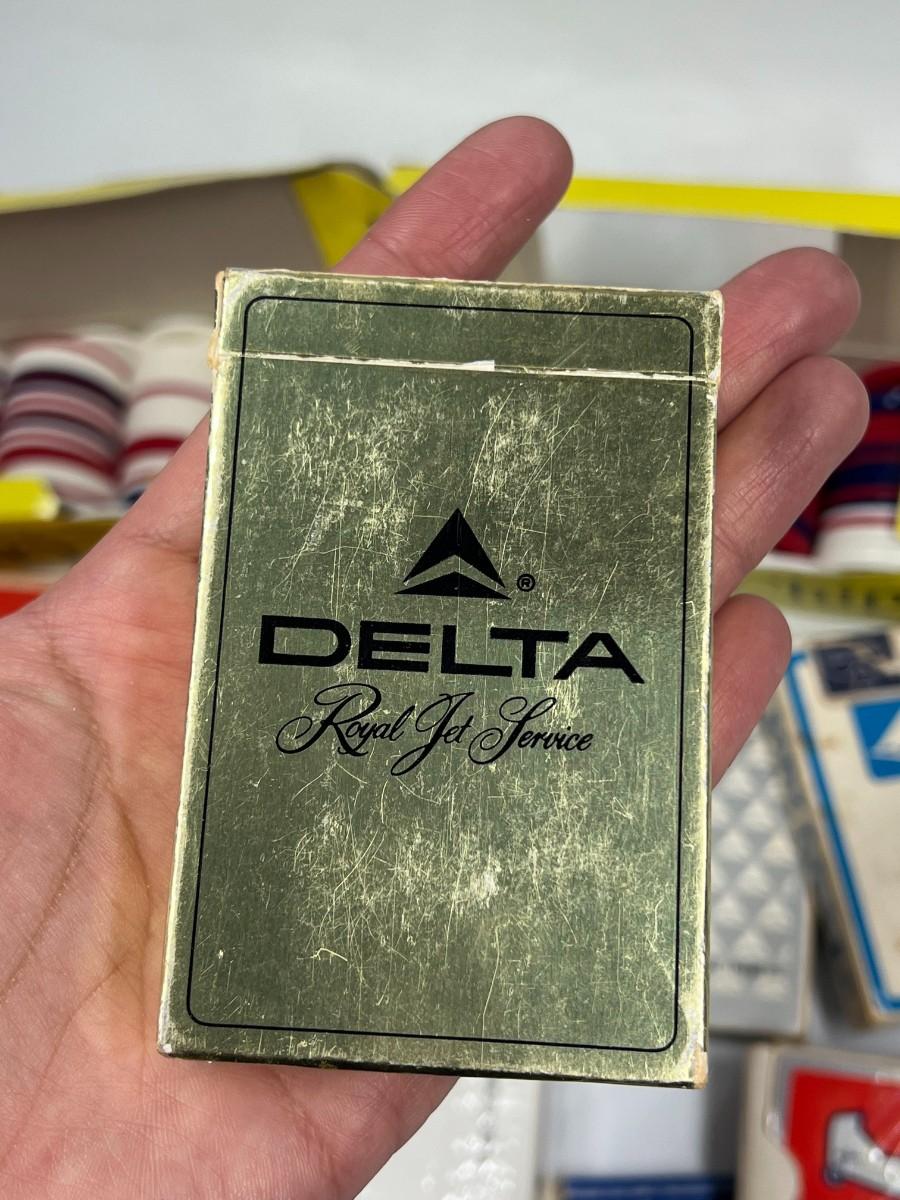 ®
DELTA
Royal Jet Service